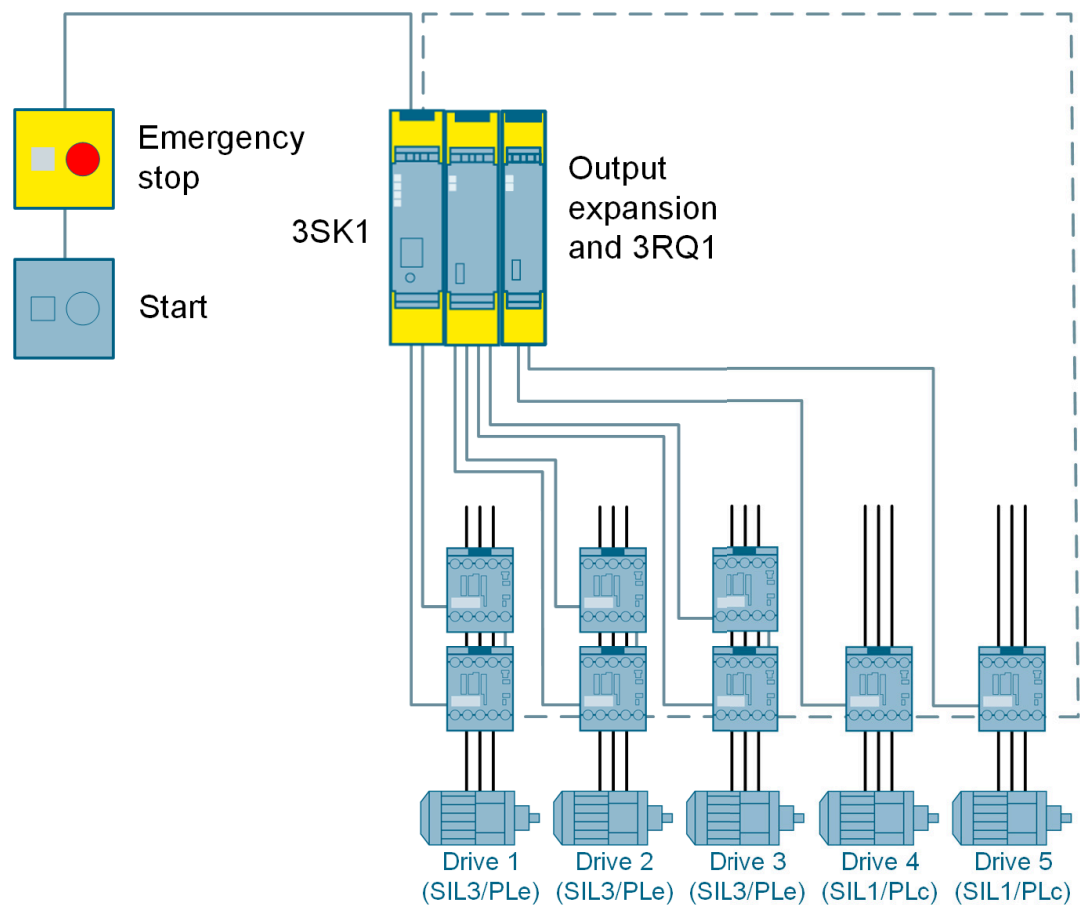 Emergency
stop
3SK1
Output
expansion
and 3RQ1
Start
Drive 1
(SIL3/PLe)
Drive 2
(SIL3/PLe)
Drive 3
(SIL3/PLe)
Drive 4
(SIL1/PLc)
Drive 5
(SIL1/PLc)